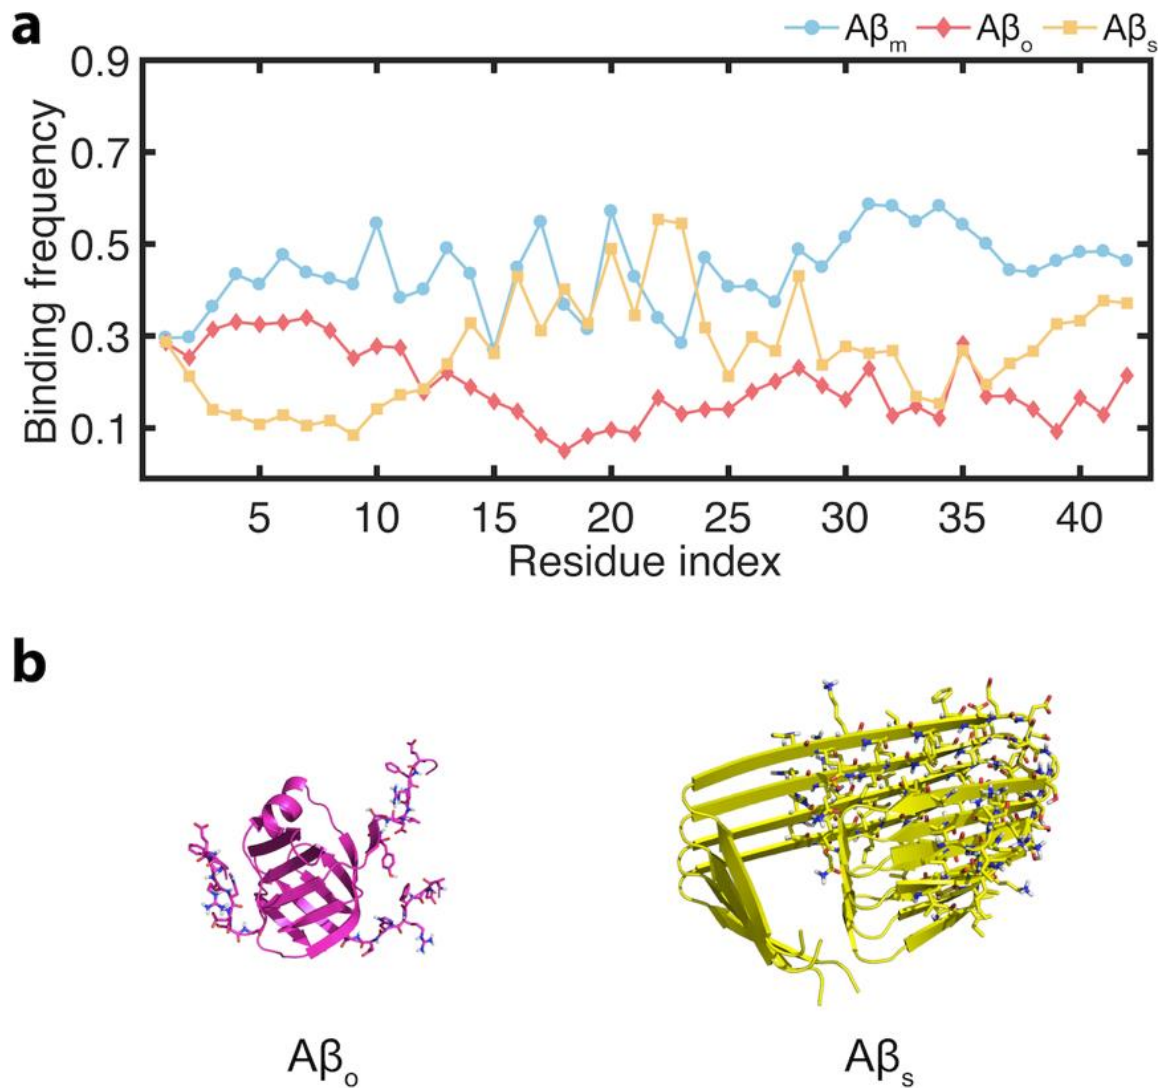 a
Aβm Aβo Aβs
0.9
0.7
0.5
0.3
0.1
Binding frequency
5 10 15 20 25 30 35 40
Residue index
b
Aβo Aβs